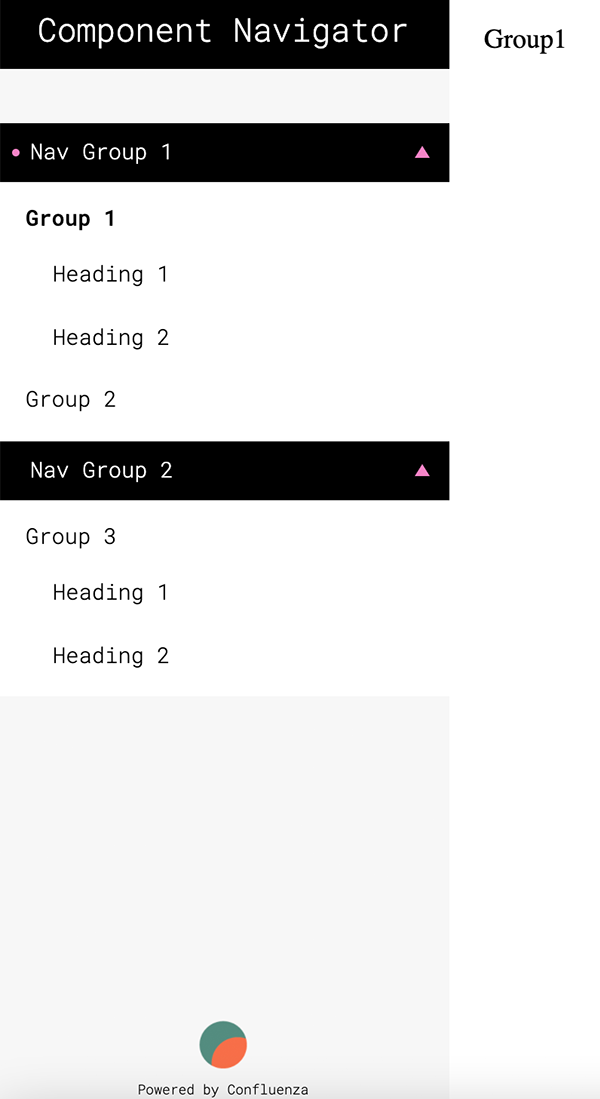 Component Navigator
Group1
Nav Group 1
Group 1
Heading 1
Heading 2
Group 2
Nav Group 2
Group 3
Heading 1
Heading 2
Powered by Confluenza